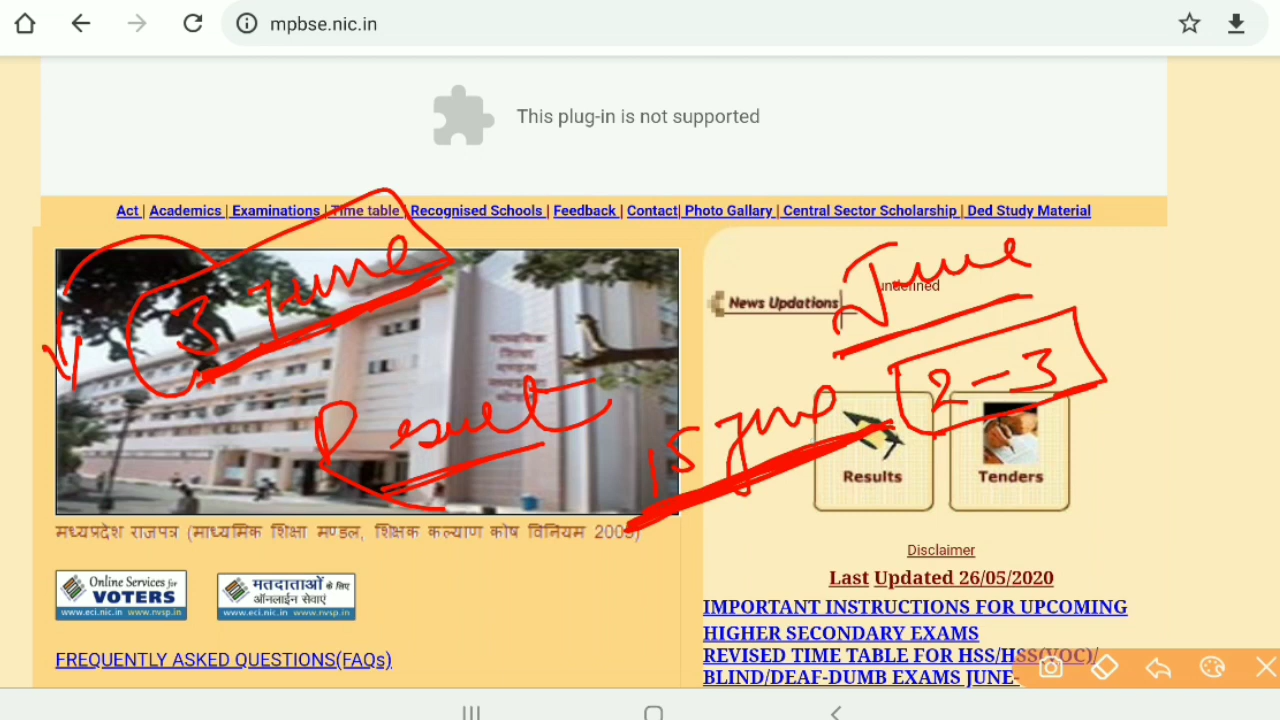 mpbse.nic.in
This plug-in is not supported
Act | Academics | Examinations | Time table | Recognised Schools | Feedback | Contact| Photo Gallary | Central Sector Scholarship | Ded Study Material
3 June
Result
June
undefined
News Updations
2-3
15 June
Results
Tenders
माध्यमिक
शिक्षा
मण्डल
मध्यप्रदेश राजपत्र (माध्यमिक शिक्षा मण्डल, शिक्षक कल्याण कोष विनियम 2005)
Online Services for
VOTERS
www.eci.nic.in www.nvsp.in
मतदाताओं के लिए
ऑनलाईन सेवाएं
www.eci.nic.in www.nvsp.in
FREQUENTLY ASKED QUESTIONS(FAQs)
Disclaimer
Last Updated 26/05/2020
IMPORTANT INSTRUCTIONS FOR UPCOMING
HIGHER SECONDARY EXAMS
REVISED TIME TABLE FOR HSS/HSS(VOC)/
BLIND/DEAF-DUMB EXAMS JUNE-